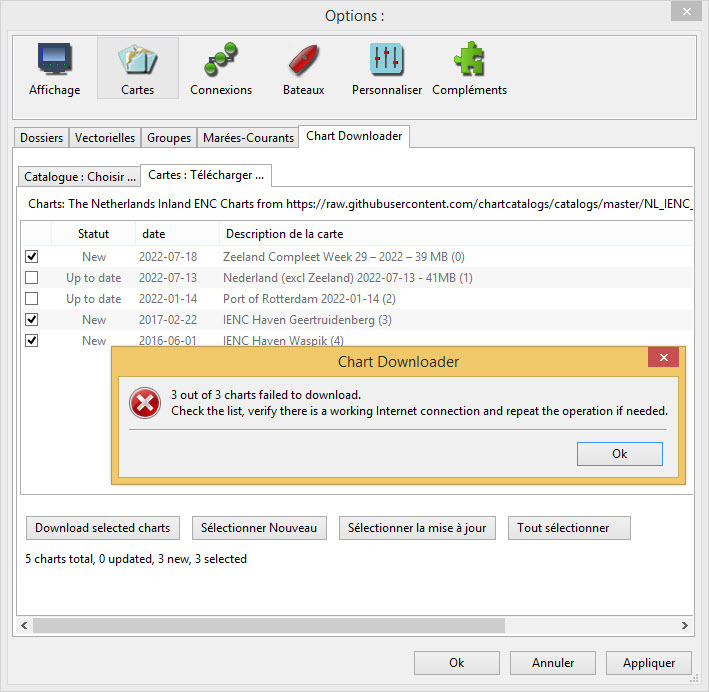 Options :
Affichage Cartes Connexions Bateaux Personnaliser Compléments
Dossiers Vectorielles Groupes Marées-Courants Chart Downloader
Catalogue : Choisir ... Cartes : Télécharger ...
Charts: The Netherlands Inland ENC Charts from https://raw.githubusercontent.com/chartcatalogs/catalogs/master/NL_IENC_
Statut date Description de la carte
New 2022-07-18 Zeeland Compleet Week 29 – 2022 – 39 MB (0)
Up to date 2022-07-13 Nederland (excl Zeeland) 2022-07-13 - 41MB (1)
Up to date 2022-01-14 Port of Rotterdam 2022-01-14 (2)
New 2017-02-22 IENC Haven Geertruidenberg (3)
New 2016-06-01 IENC Haven Waspik (4)
Chart Downloader
3 out of 3 charts failed to download.
Check the list, verify there is a working Internet connection and repeat the operation if needed.
Ok
Download selected charts Sélectionner Nouveau Sélectionner la mise à jour Tout sélectionner
5 charts total, 0 updated, 3 new, 3 selected
Ok Annuler Appliquer